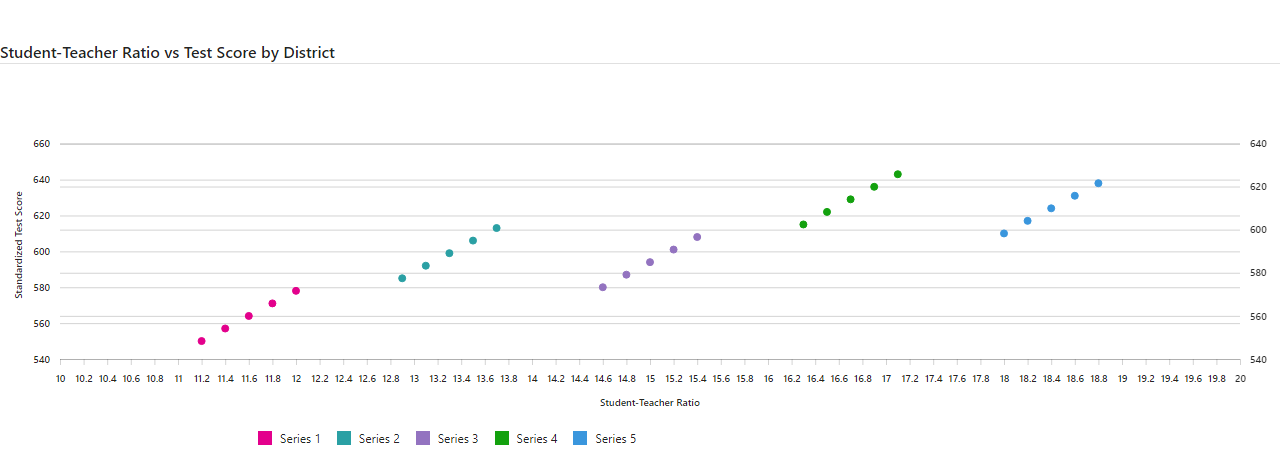 Student-Teacher Ratio vs Test Score by District
660
640
620
600
580
560
540
Standardized Test Score
640
620
600
580
560
540
10 10.2 10.4 10.6 10.8 11 11.2 11.4 11.6 11.8 12 12.2 12.4 12.6 12.8 13 13.2 13.4 13.6 13.8 14 14.2 14.4 14.6 14.8 15 15.2 15.4 15.6 15.8 16 16.2 16.4 16.6 16.8 17 17.2 17.4 17.6 17.8 18 18.2 18.4 18.6 18.8 19 19.2 19.4 19.6 19.8 20
Student-Teacher Ratio
Series 1 Series 2 Series 3 Series 4 Series 5